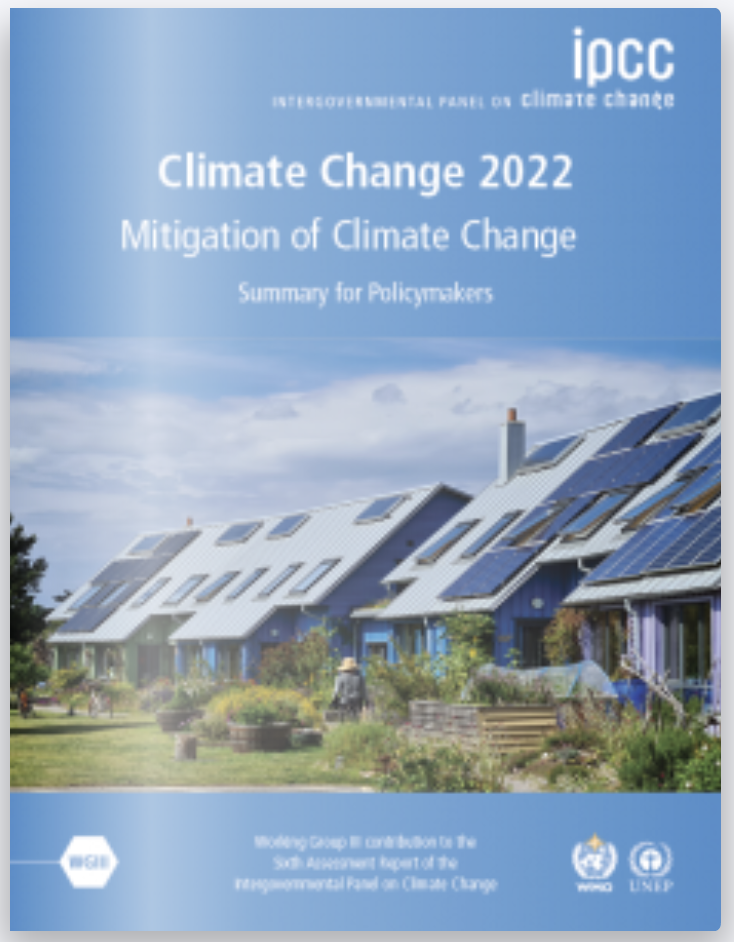 ipcc
INTERGOVERNMENTAL PANEL ON climate change
Climate Change 2022
Mitigation of Climate Change
Summary for Policymakers
WGIII
Working Group III contribution to the
Sixth Assessment Report of the
Intergovernmental Panel on Climate Change
WMO
UNEP